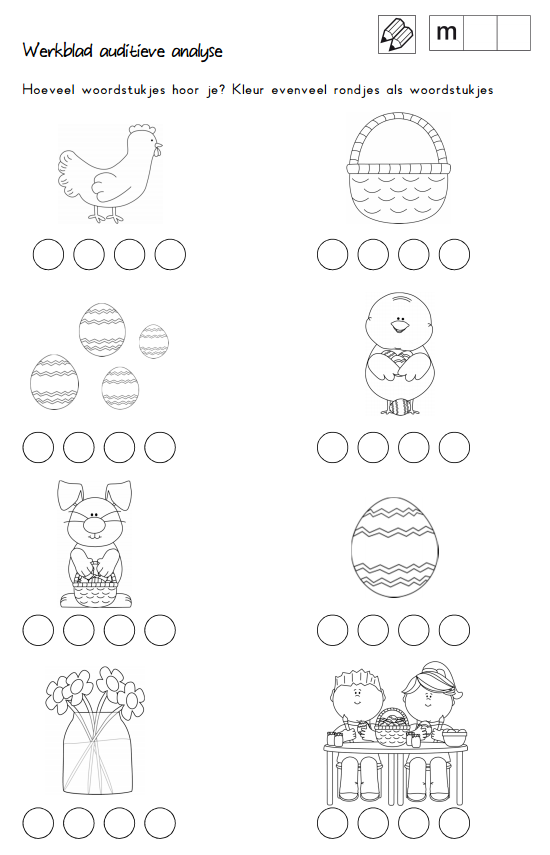 m
Werkblad auditieve analyse
Hoeveel woordstukjes hoor je? Kleur evenveel rondjes als woordstukjes